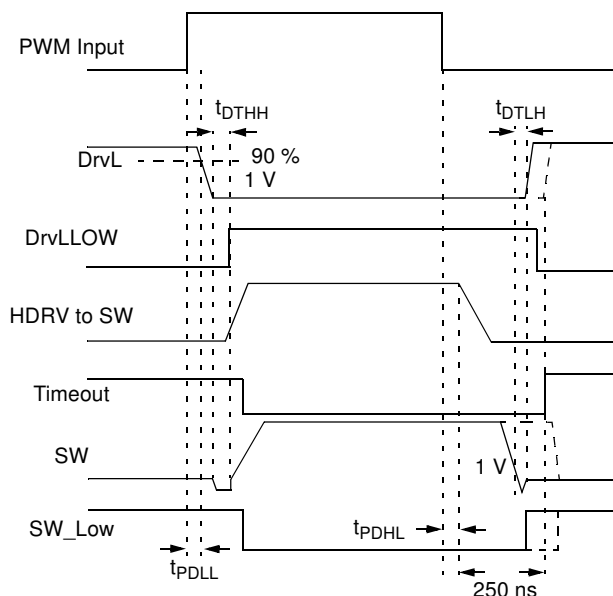 PWM Input
tDTHH
tDTLH
DrvL
90 %
1 V
DrvLLOW
HDRV to SW
Timeout
SW
1 V
SW_Low
tPDHL
tPDLL
250 ns